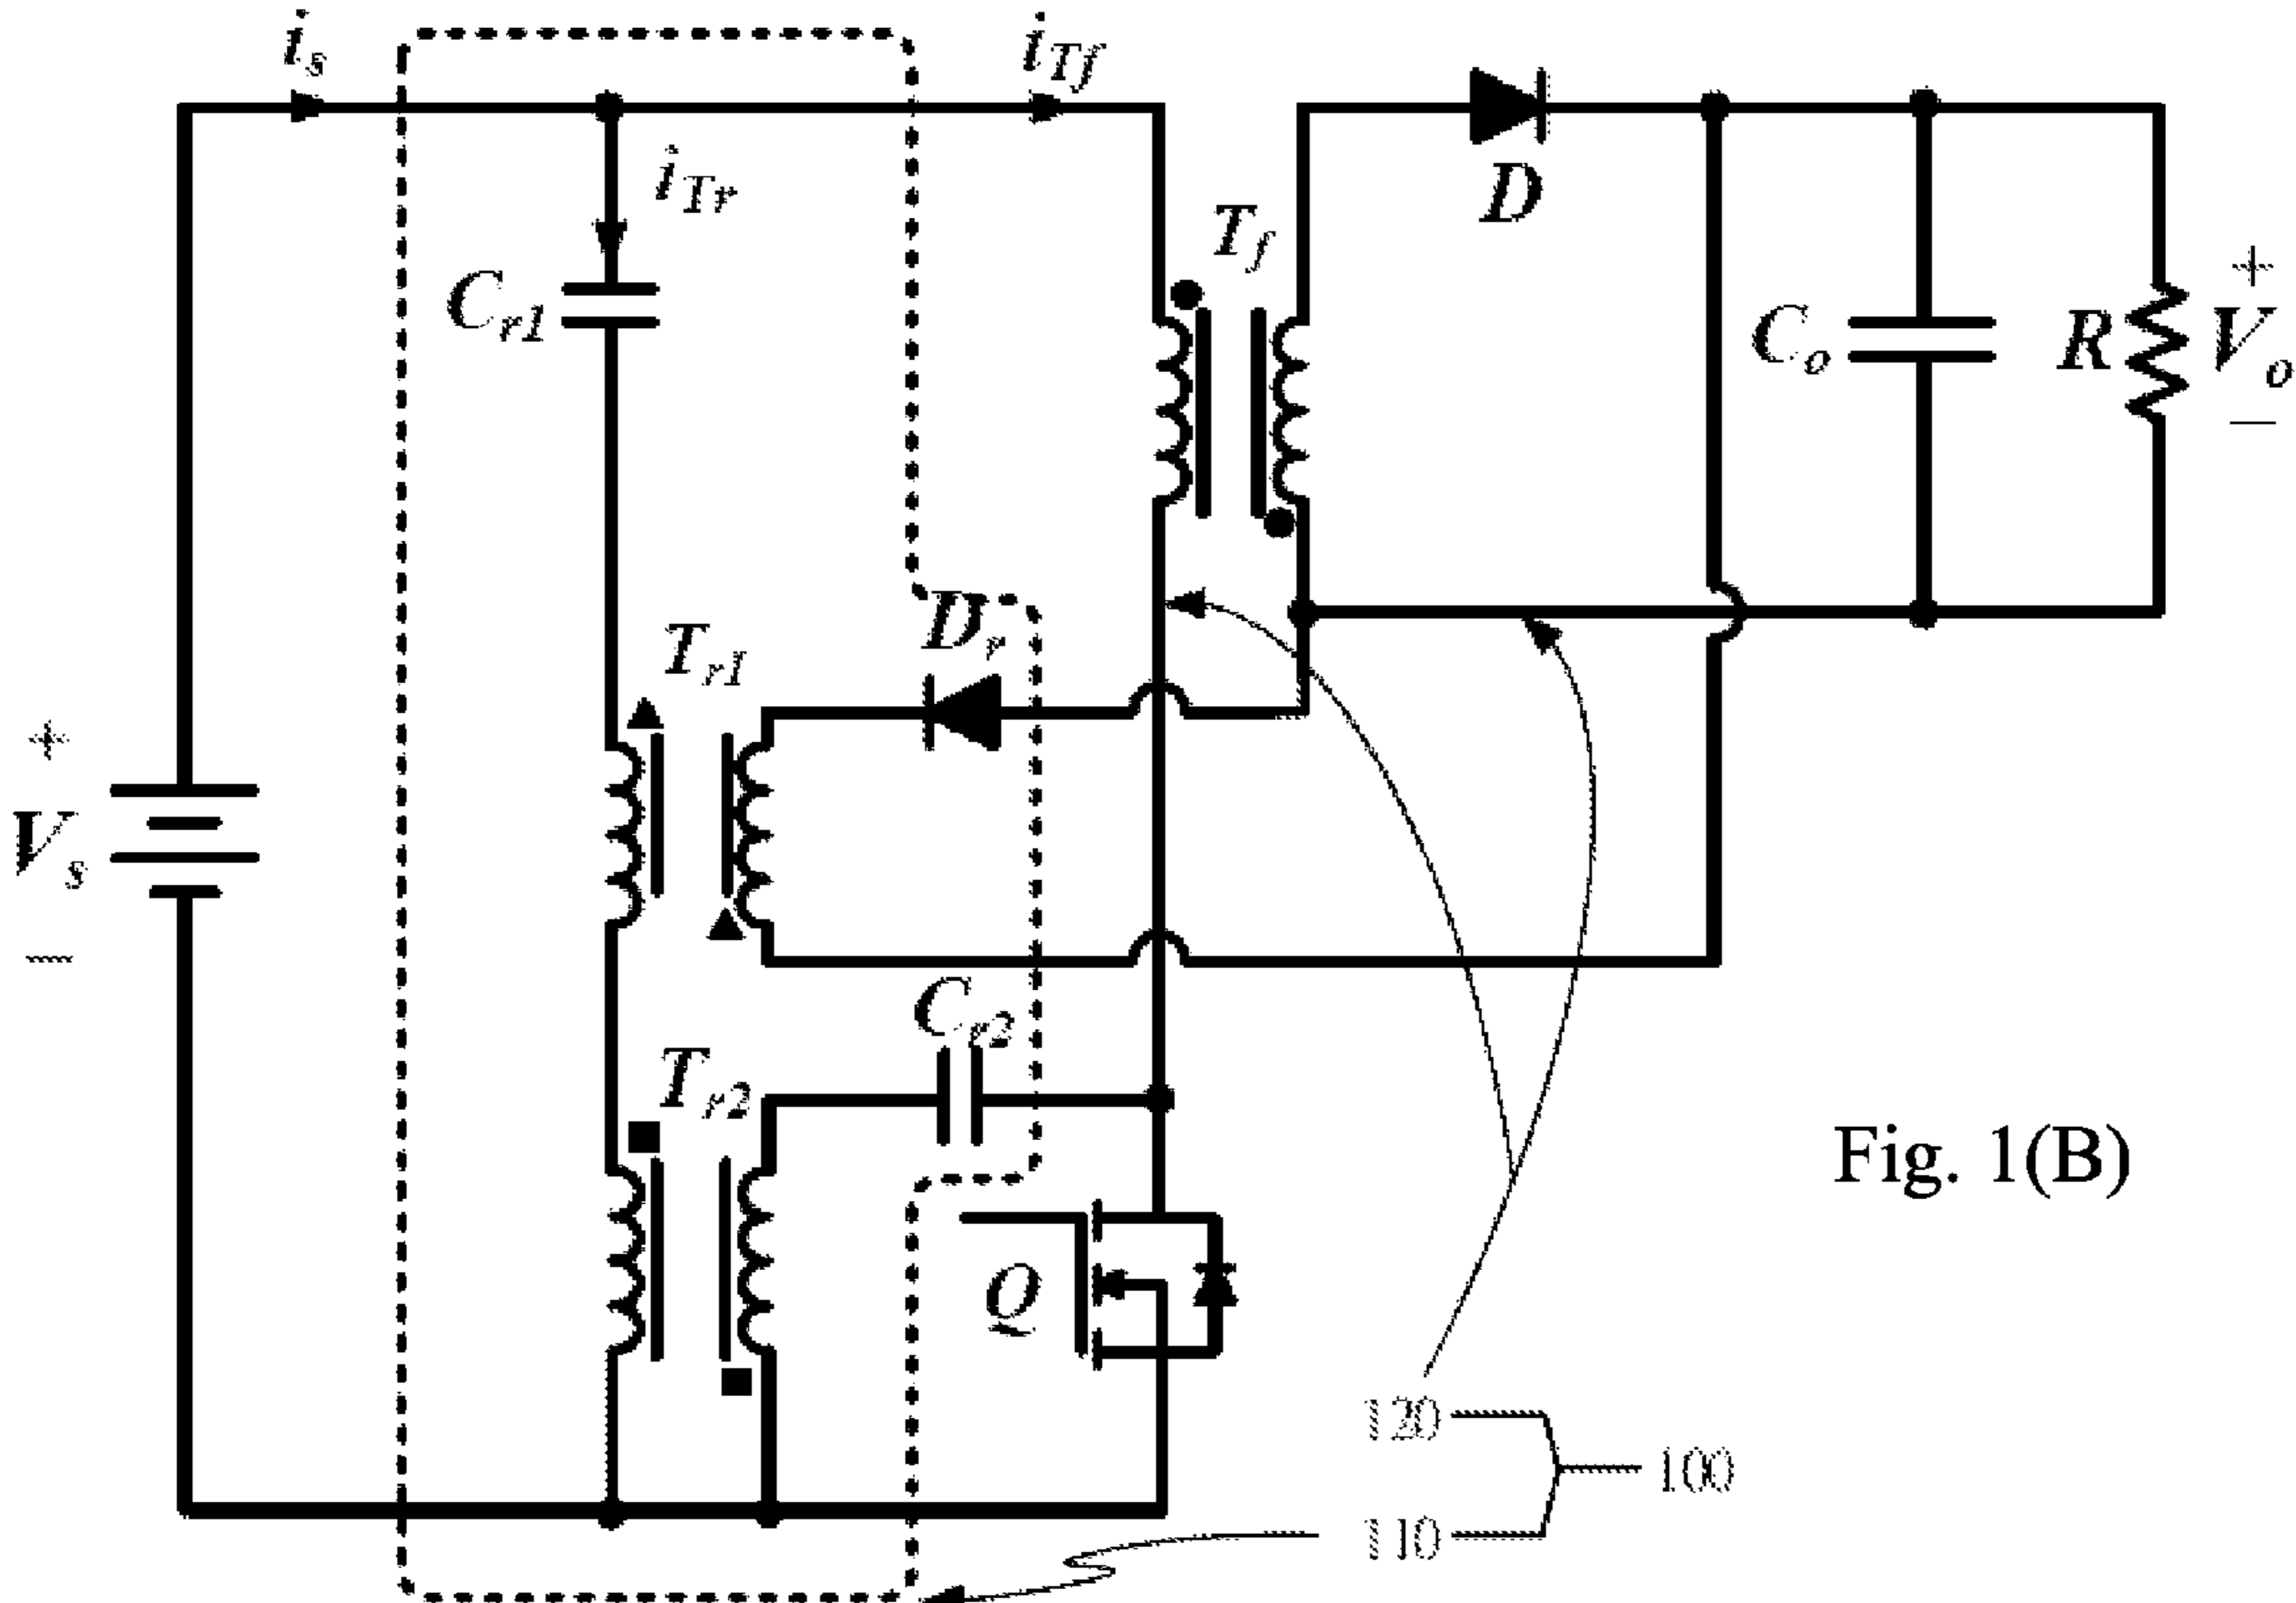 i_s
i_Tf
i_Tr
D
T_f
C_r1
+
C_o
R
V_o
—
D_r
T_r1
+
V_s
—
C_r2
T_r2
Fig. 1(B)
Q
120
100
110